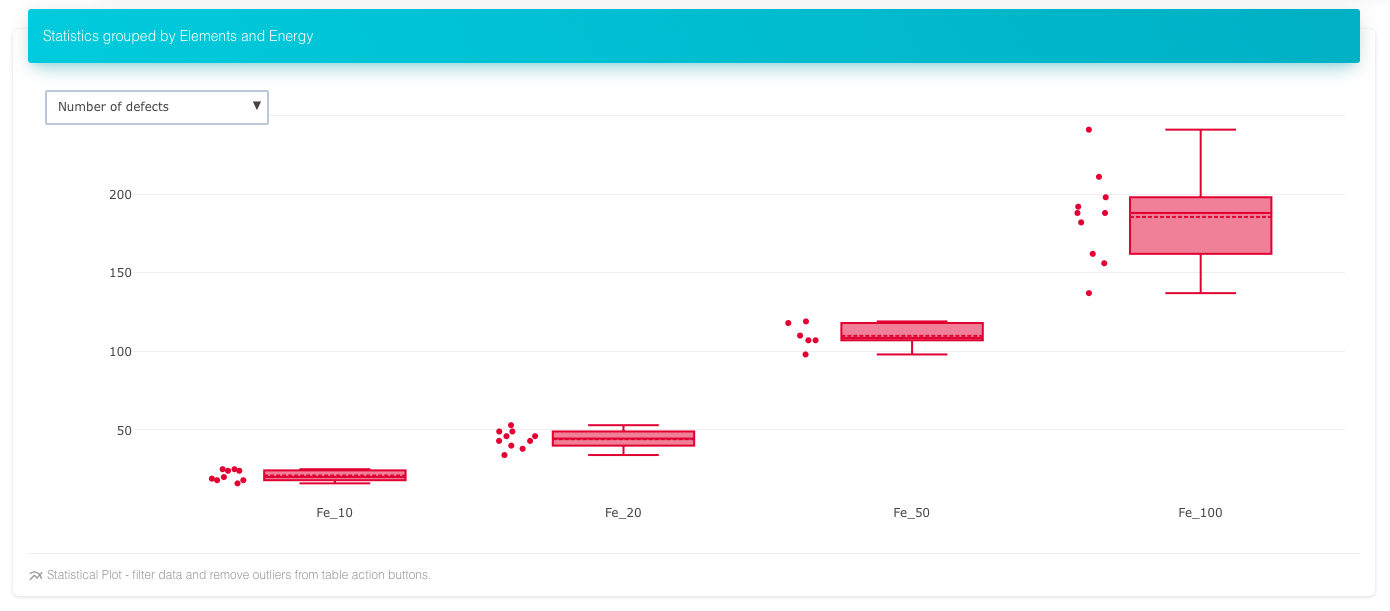 Statistics grouped by Elements and Energy
Number of defects ▼
200
150
100
50
Fe_10 Fe_20 Fe_50 Fe_100
Statistical Plot - filter data and remove outliers from table action buttons.